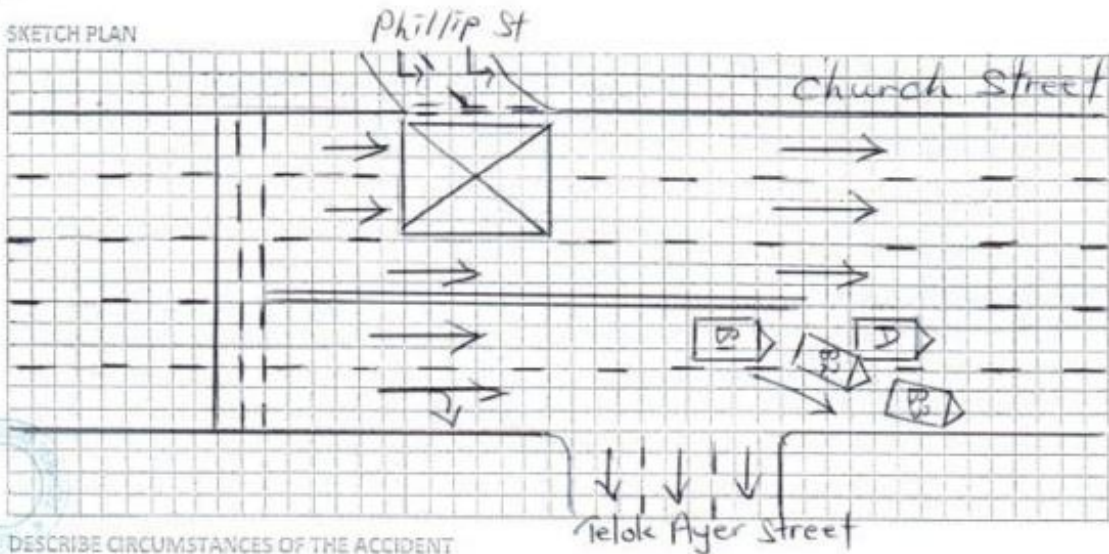 SKETCH PLAN
Phillip St
Church Street
B1
B2
A
B3
Telok Ayer Street
DESCRIBE CIRCUMSTANCES OF THE ACCIDENT